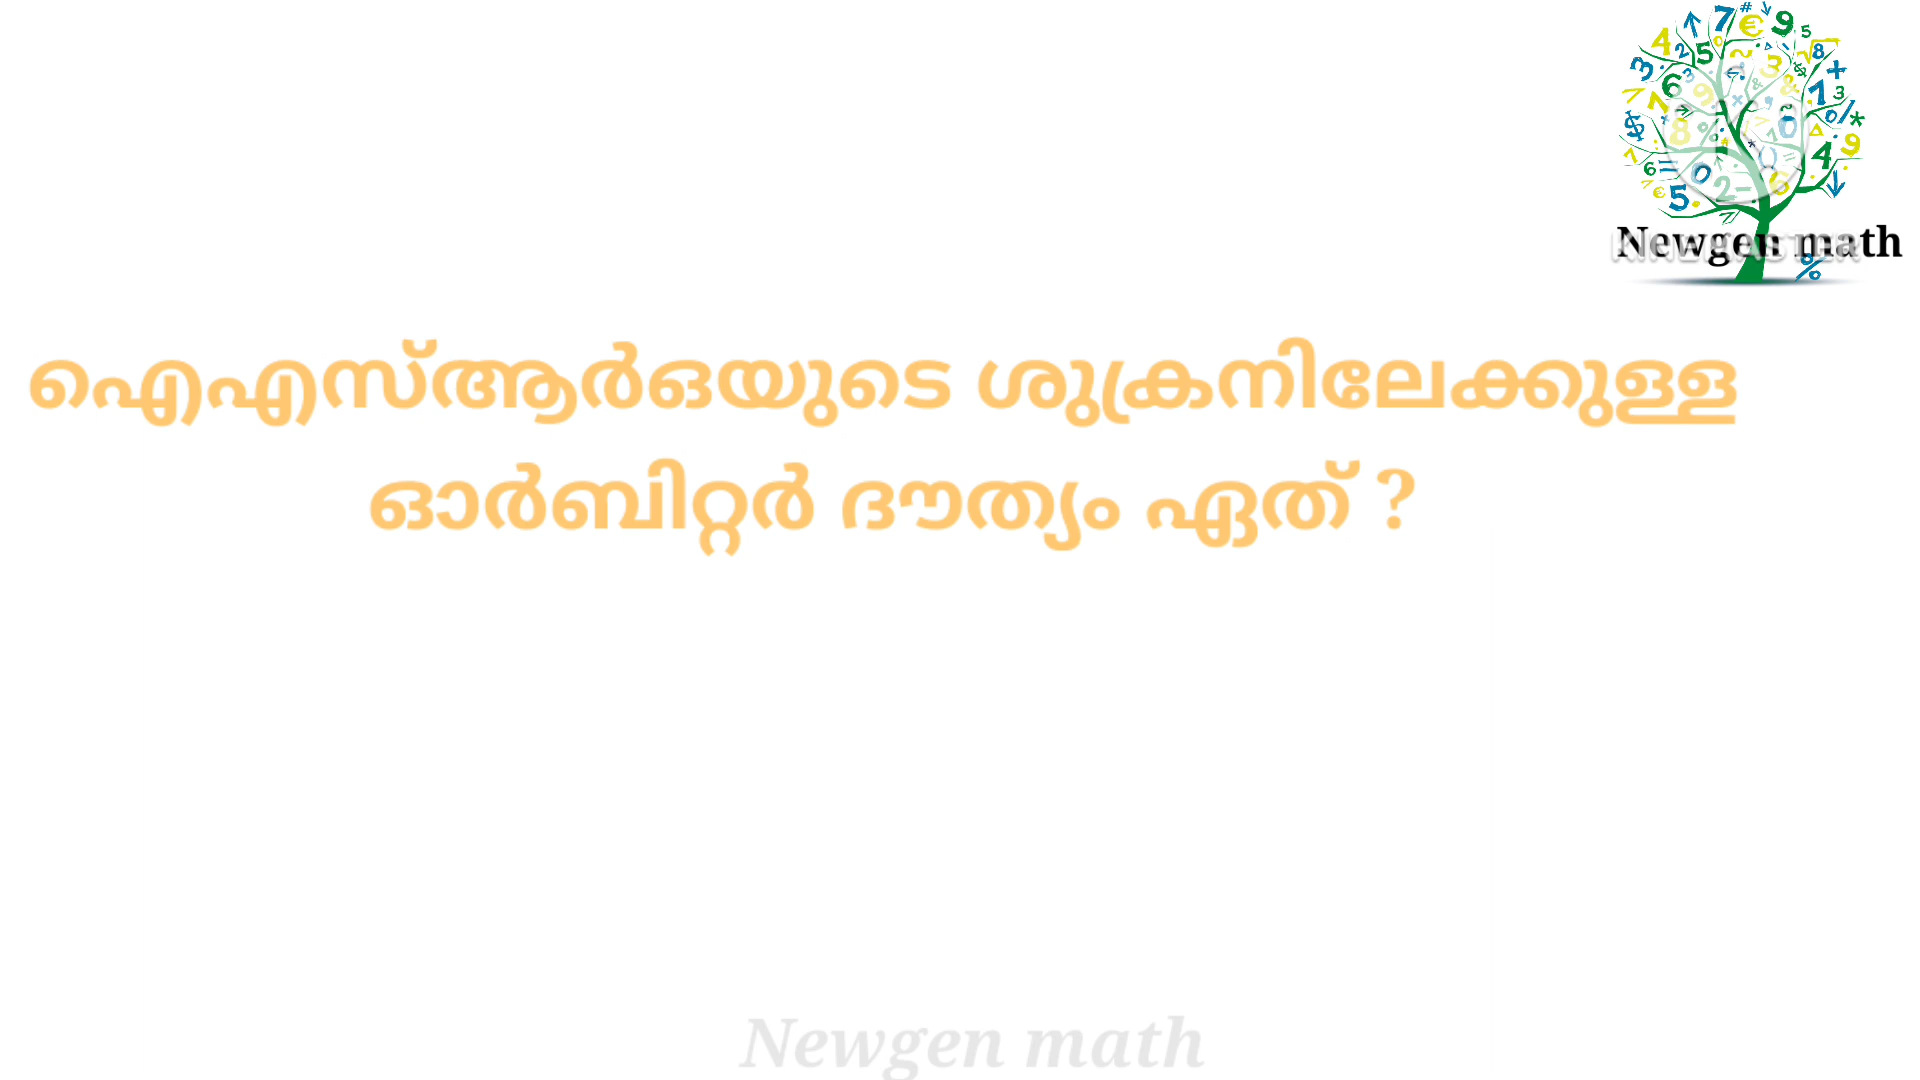 Newgen math
ഐഎസ്ആർഒയുടെ ശുക്രനിലേക്കുള്ള
ഓർബിറ്റർ ദൗത്യം ഏത് ?
Newgen math